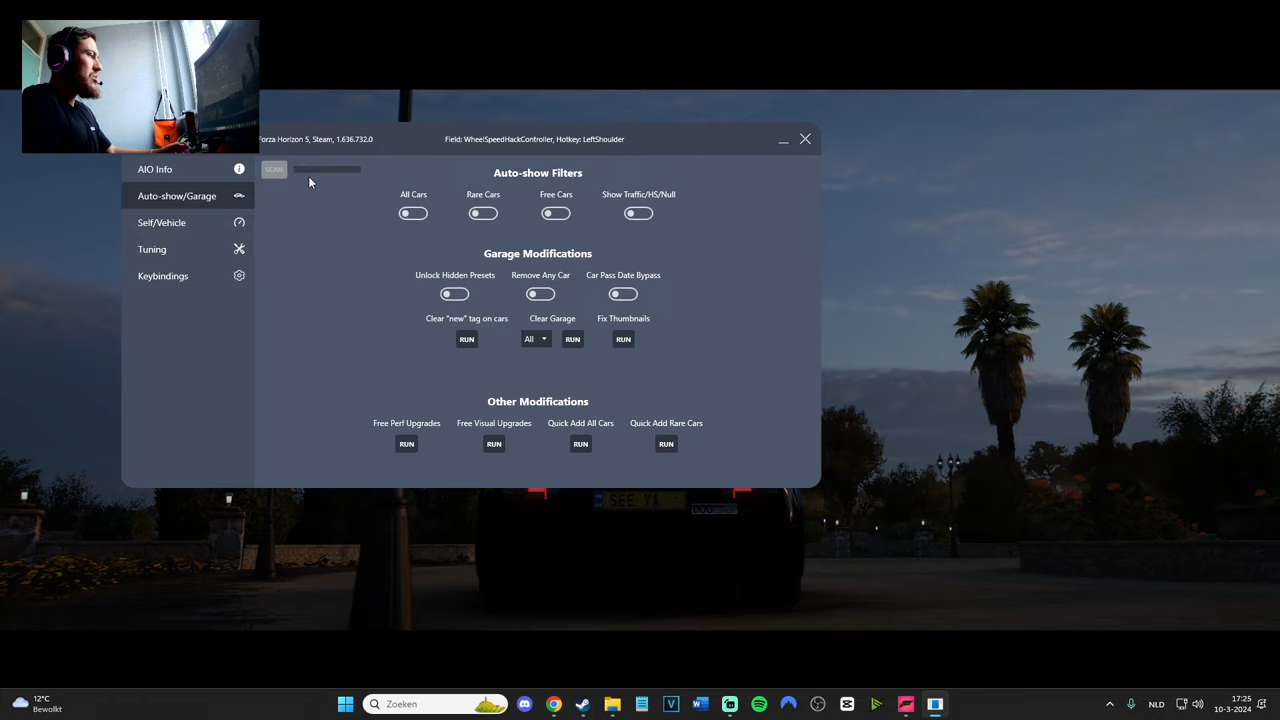 Forza Horizon 5, Steam, 1.636.732.0
Field: WheelSpeedHackController, Hotkey: LeftShoulder
AIO Info
SCAN
Auto-show/Garage
Self/Vehicle
Tuning
Keybindings
Auto-show Filters
All Cars
Rare Cars
Free Cars
Show Traffic/HS/Null
Garage Modifications
Unlock Hidden Presets
Remove Any Car
Car Pass Date Bypass
Clear "new" tag on cars
Clear Garage
Fix Thumbnails
RUN
All
RUN
RUN
Other Modifications
Free Perf Upgrades
Free Visual Upgrades
Quick Add All Cars
Quick Add Rare Cars
RUN
RUN
RUN
RUN
SEE YA
12°C
Bewolkt
Zoeken
NLD
17:25
10-3-2024